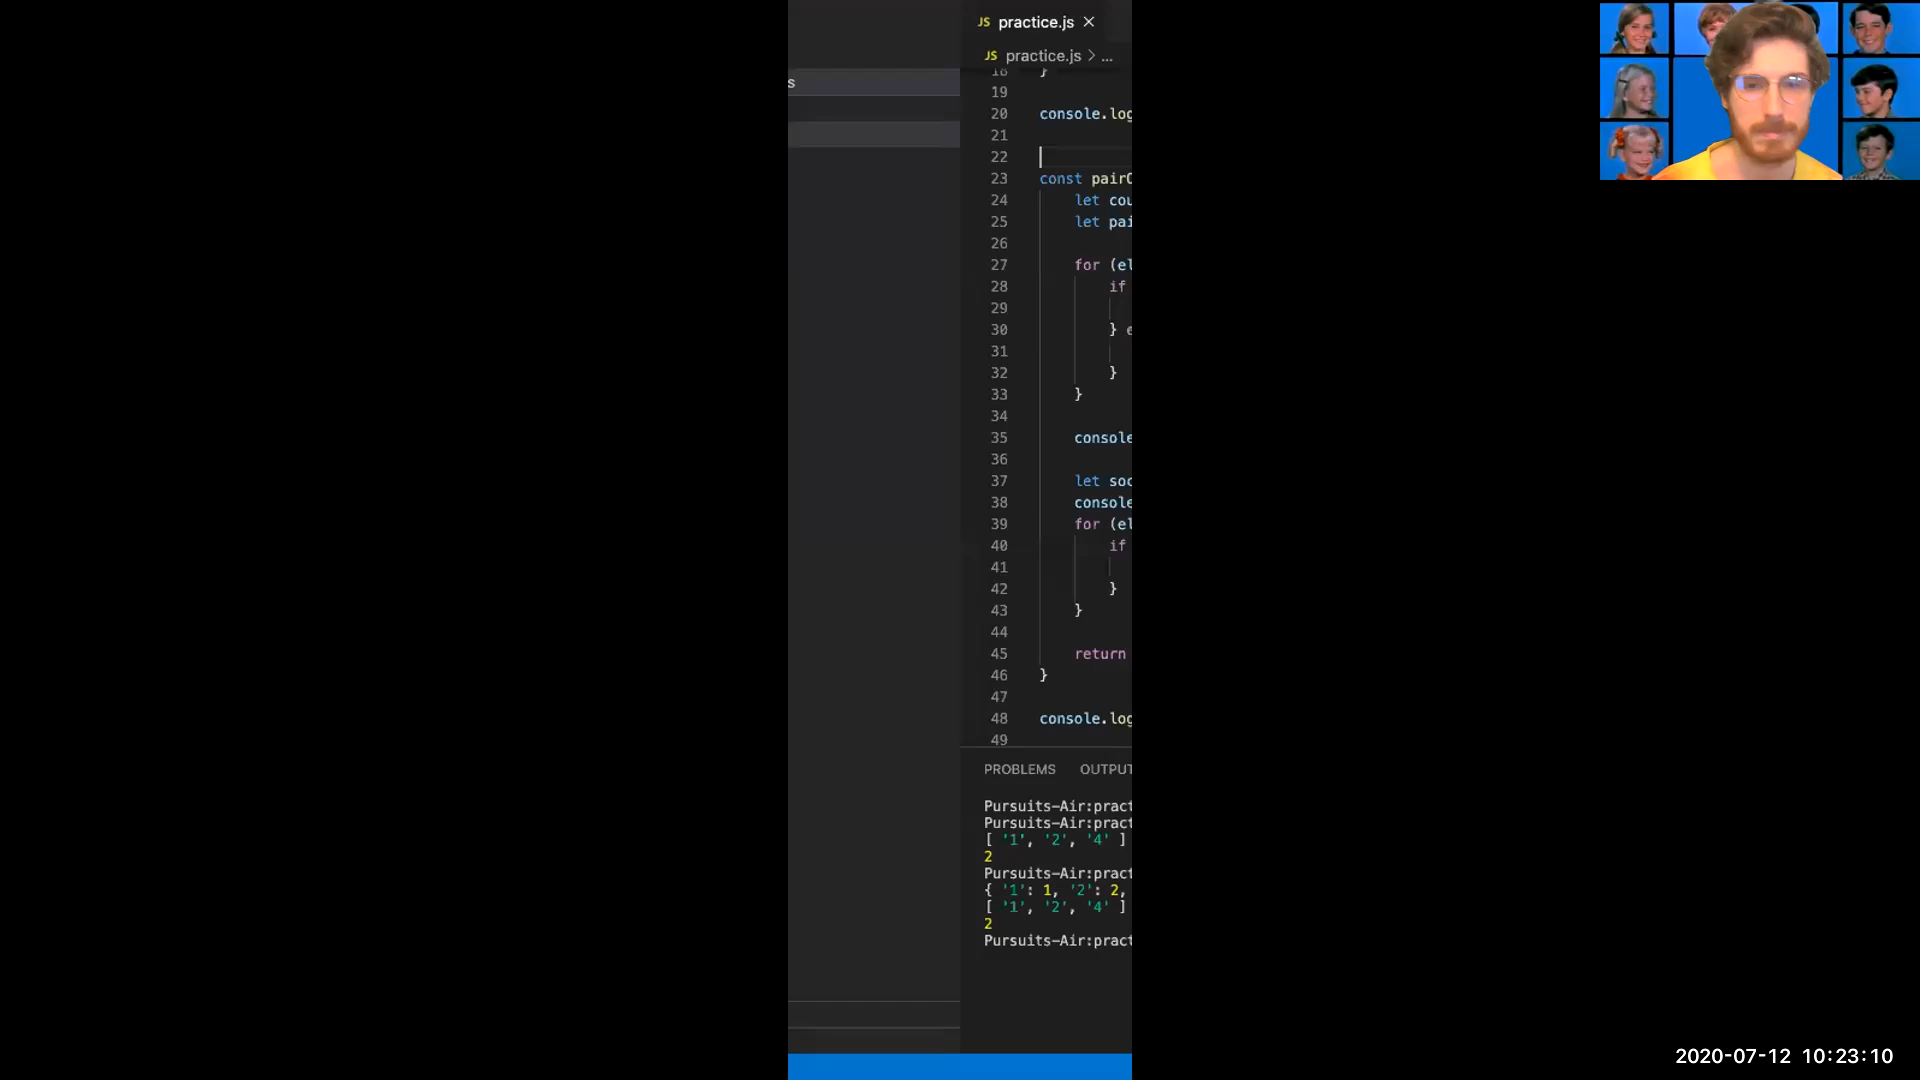 JS practice.js ×
JS practice.js > ...
s
18 }
19
20 console.log
21
22
23 const pair
24 let cou
25 let pai
26
27 for (el
28 if
29
30 } e
31
32 }
33 }
34
35 console
36
37 let soc
38 console
39 for (el
40 if
41
42 }
43 }
44
45 return
46 }
47
48 console.log
49
PROBLEMS OUTPUT
Pursuits-Air:pract
Pursuits-Air:pract
[ '1', '2', '4' ]
2
Pursuits-Air:pract
{ '1': 1, '2': 2,
[ '1', '2', '4' ]
2
Pursuits-Air:pract
2020-07-12 10:23:10